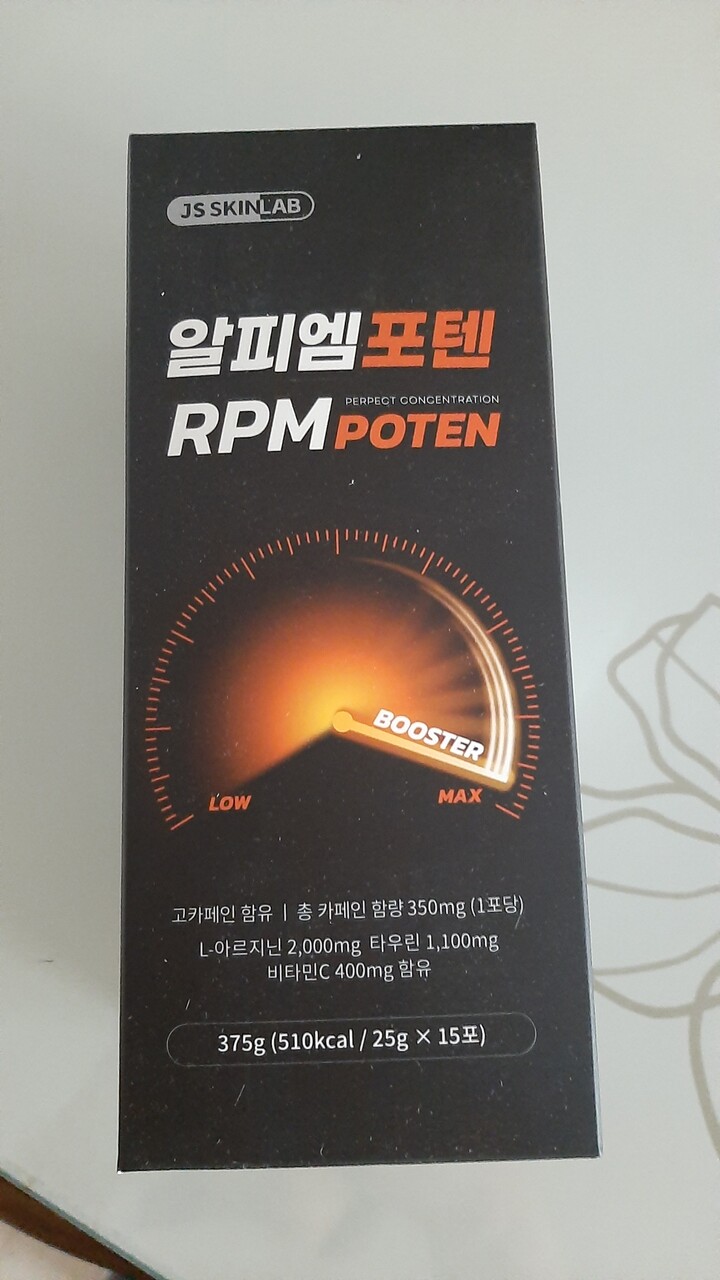 JS SKINLAB
알피엠포텐
PERPECT CONCENTRATION
RPM POTEN
BOOSTER
LOW
MAX
고카페인 함유 | 총 카페인 함량 350mg (1포당)
L-아르지닌 2,000mg 타우린 1,100mg
비타민C 400mg 함유
375g (510kcal / 25g × 15포)